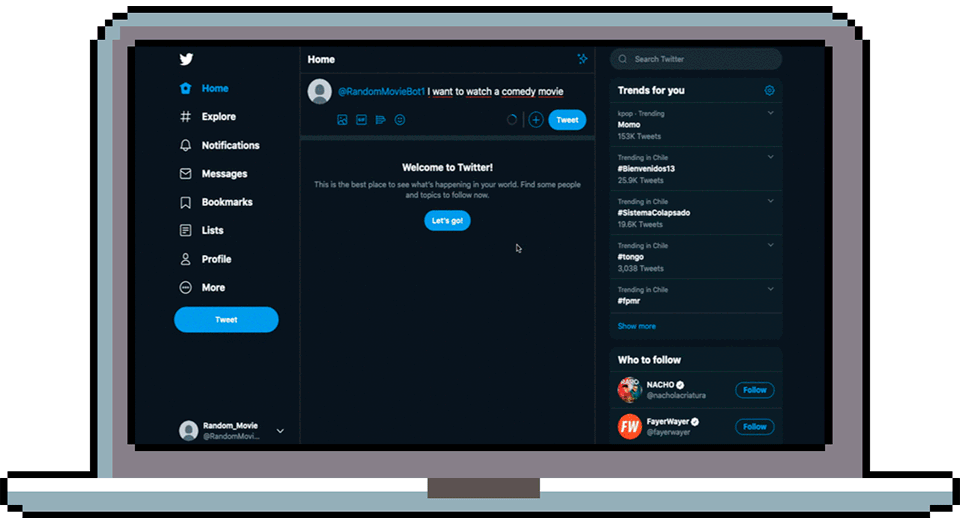 Home
Explore
Notifications
Messages
Bookmarks
Lists
Profile
More
Tweet
Random_Movie
@RandomMovi...
Home
@RandomMovieBot1 I want to watch a comedy movie
GIF
Tweet
Welcome to Twitter!
This is the best place to see what's happening in your world. Find some people
and topics to follow now.
Let's go!
Search Twitter
Trends for you
kpop · Trending
Momo
153K Tweets
Trending in Chile
#Bienvenidos13
25.9K Tweets
Trending in Chile
#SistemaColapsado
19.6K Tweets
Trending in Chile
#tongo
3,038 Tweets
Trending in Chile
#fpmr
Show more
Who to follow
NACHO
@nacholacriatura
Follow
FW
FayerWayer
@fayerwayer
Follow